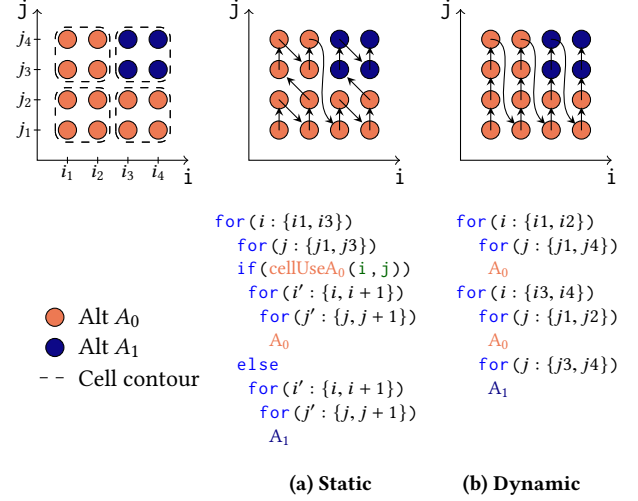 j
j₄
j₃
j₂
j₁
i₁ i₂ i₃ i₄
i
j
i
j
i
Alt A₀
Alt A₁
Cell contour
for(i : {i1, i3})
for(j : {j1, j3})
if(cellUseA₀(i,j))
for(i′ : {i, i + 1})
for(j′ : {j, j + 1})
A₀
else
for(i′ : {i, i + 1})
for(j′ : {j, j + 1})
A₁
(a) Static
for(i : {i1, i2})
for(j : {j1, j4})
A₀
for(i : {i3, i4})
for(j : {j1, j2})
A₀
for(j : {j3, j4})
A₁
(b) Dynamic